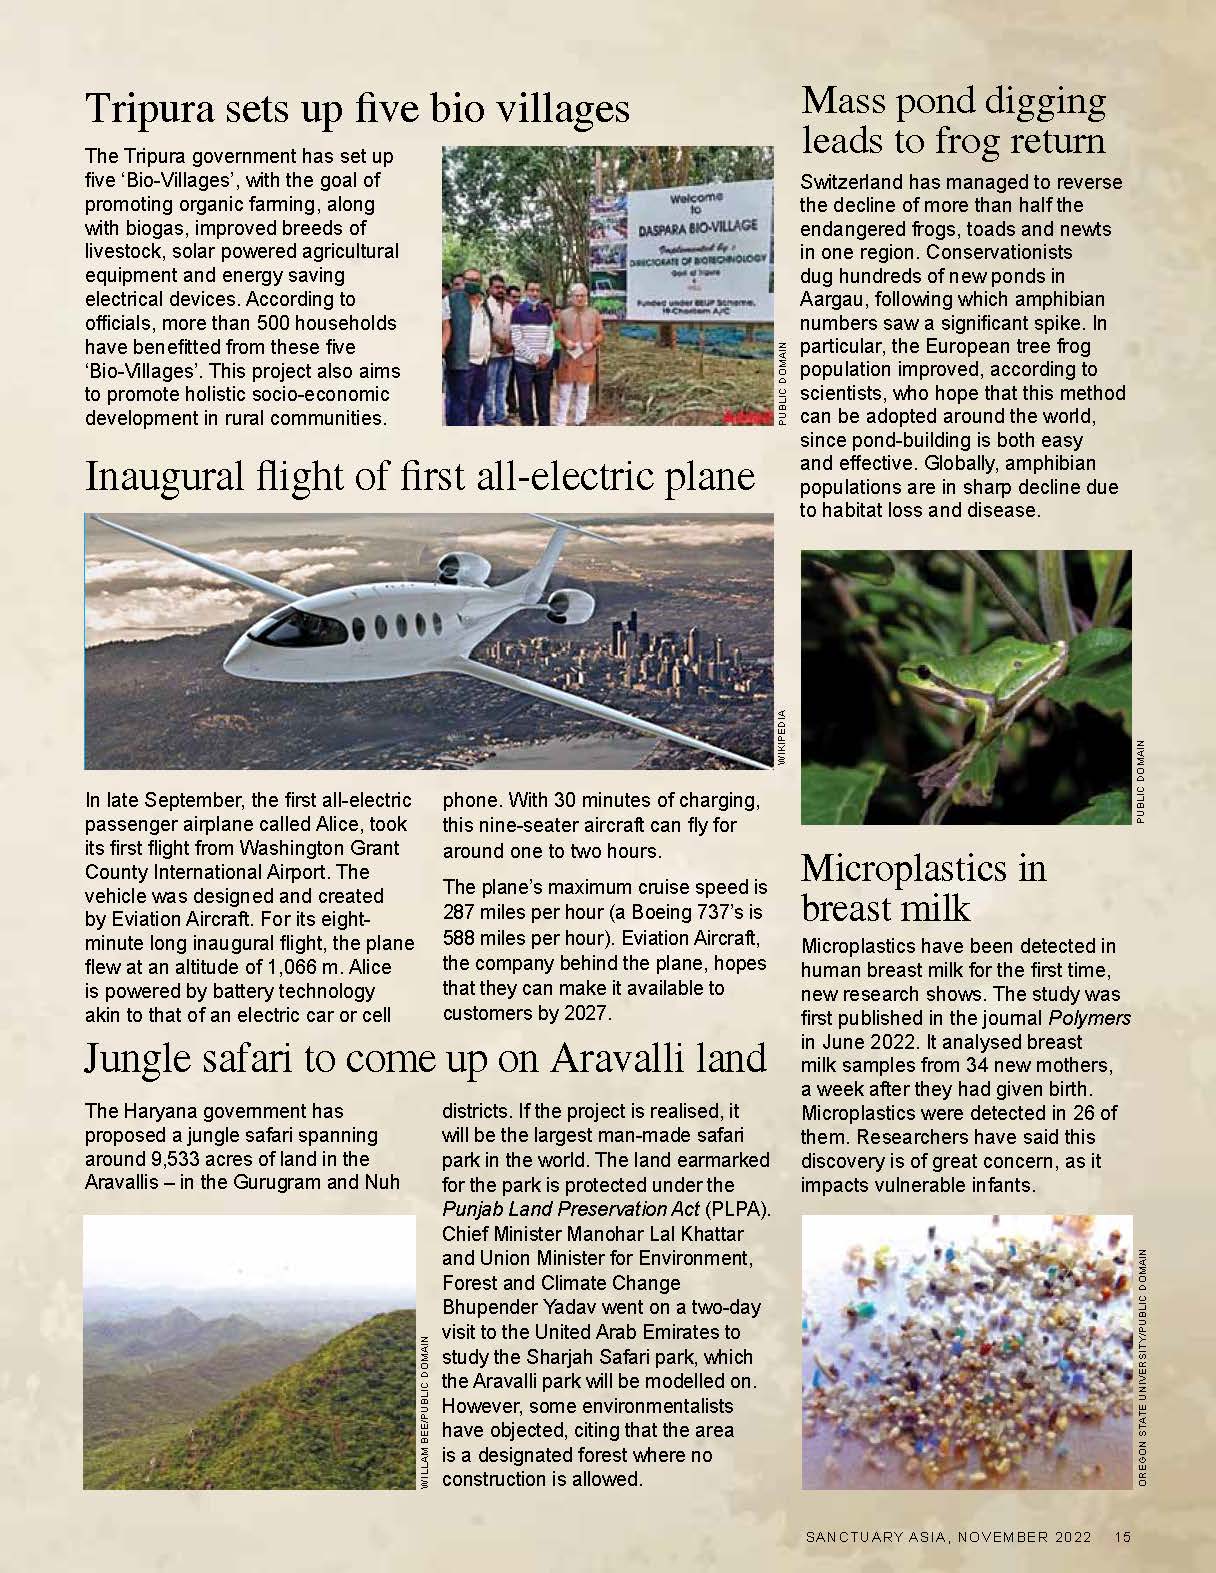 Tripura sets up five bio villages
The Tripura government has set up
five ‘Bio-Villages’, with the goal of
promoting organic farming, along
with biogas, improved breeds of
livestock, solar powered agricultural
equipment and energy saving
electrical devices. According to
officials, more than 500 households
have benefitted from these five
‘Bio-Villages’. This project also aims
to promote holistic socio-economic
development in rural communities.
Welcome
to
DASPARA BIO-VILLAGE
Implemented by :
DIRECTORATE OF BIOTECHNOLOGY
Govt of Tripura
Funded under BEUP Scheme,
PUBLIC DOMAIN
Inaugural flight of first all-electric plane
WIKIPEDIA
In late September, the first all-electric
passenger airplane called Alice, took
its first flight from Washington Grant
County International Airport. The
vehicle was designed and created
by Eviation Aircraft. For its eight-
minute long inaugural flight, the plane
flew at an altitude of 1,066 m. Alice
is powered by battery technology
akin to that of an electric car or cell
phone. With 30 minutes of charging,
this nine-seater aircraft can fly for
around one to two hours.
The plane’s maximum cruise speed is
287 miles per hour (a Boeing 737’s is
588 miles per hour). Eviation Aircraft,
the company behind the plane, hopes
that they can make it available to
customers by 2027.
Jungle safari to come up on Aravalli land
The Haryana government has
proposed a jungle safari spanning
around 9,533 acres of land in the
Aravallis – in the Gurugram and Nuh
WILLAM BEE/PUBLIC DOMAIN
districts. If the project is realised, it
will be the largest man-made safari
park in the world. The land earmarked
for the park is protected under the
Punjab Land Preservation Act (PLPA).
Chief Minister Manohar Lal Khattar
and Union Minister for Environment,
Forest and Climate Change
Bhupender Yadav went on a two-day
visit to the United Arab Emirates to
study the Sharjah Safari park, which
the Aravalli park will be modelled on.
However, some environmentalists
have objected, citing that the area
is a designated forest where no
construction is allowed.
Mass pond digging
leads to frog return
Switzerland has managed to reverse
the decline of more than half the
endangered frogs, toads and newts
in one region. Conservationists
dug hundreds of new ponds in
Aargau, following which amphibian
numbers saw a significant spike. In
particular, the European tree frog
population improved, according to
scientists, who hope that this method
can be adopted around the world,
since pond-building is both easy
and effective. Globally, amphibian
populations are in sharp decline due
to habitat loss and disease.
PUBLIC DOMAIN
Microplastics in
breast milk
Microplastics have been detected in
human breast milk for the first time,
new research shows. The study was
first published in the journal Polymers
in June 2022. It analysed breast
milk samples from 34 new mothers,
a week after they had given birth.
Microplastics were detected in 26 of
them. Researchers have said this
discovery is of great concern, as it
impacts vulnerable infants.
OREGON STATE UNIVERSITY/PUBLIC DOMAIN
SANCTUARY ASIA, NOVEMBER 2022 15